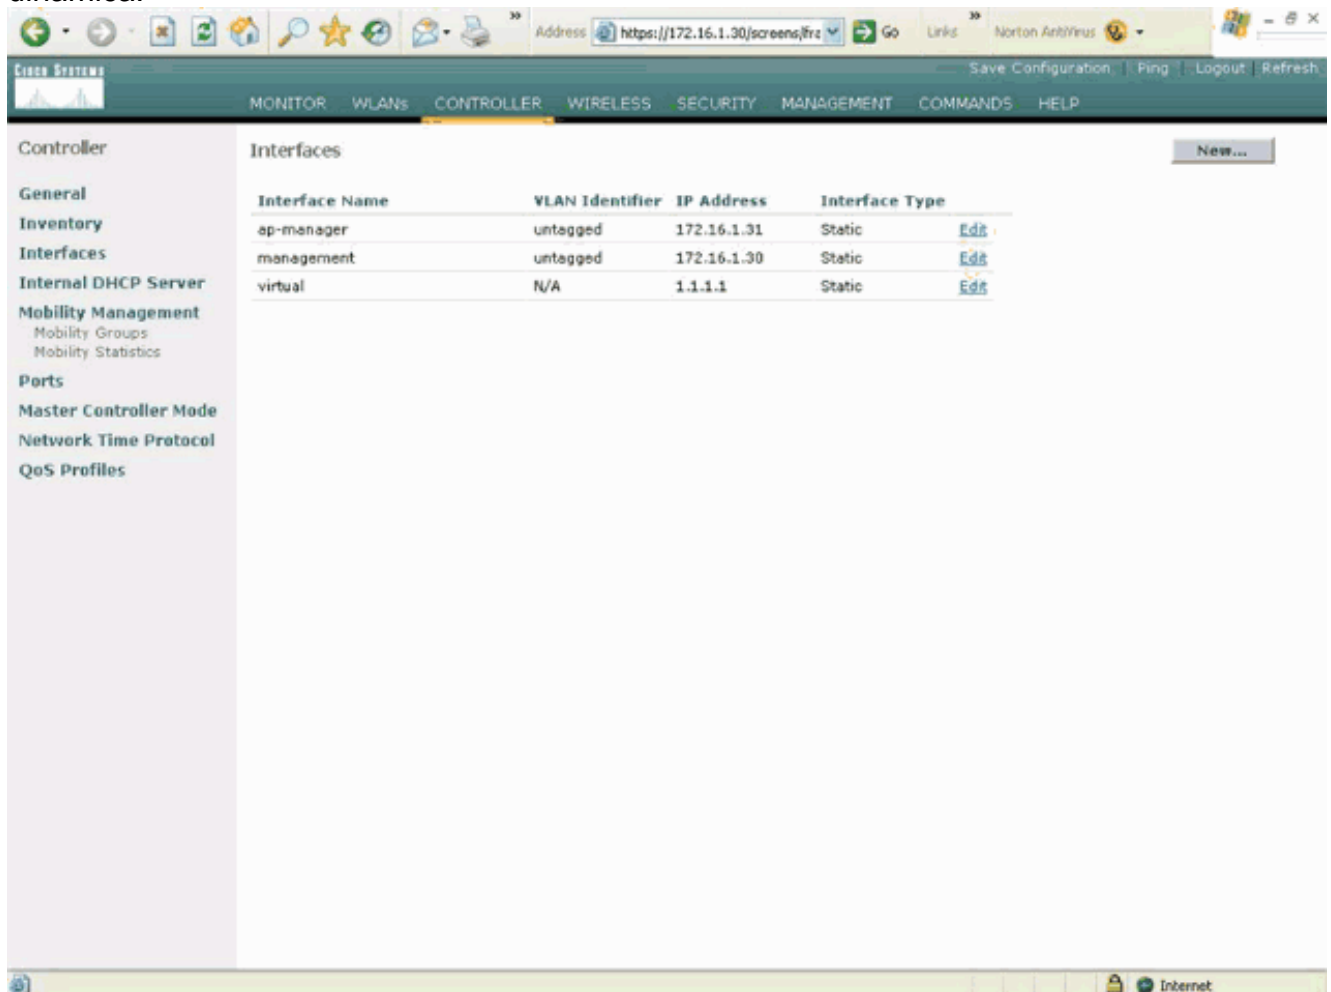 dinámica.
» Address https://172.16.1.30/screens/fra Go Links » Norton AntiVirus
CISCO SYSTEMS
Save Configuration | Ping | Logout | Refresh
MONITOR WLANs CONTROLLER WIRELESS SECURITY MANAGEMENT COMMANDS HELP
Controller
General
Inventory
Interfaces
Internal DHCP Server
Mobility Management
Mobility Groups
Mobility Statistics
Ports
Master Controller Mode
Network Time Protocol
QoS Profiles
Interfaces
New...
Interface Name VLAN Identifier IP Address Interface Type
ap-manager untagged 172.16.1.31 Static Edit
management untagged 172.16.1.30 Static Edit
virtual N/A 1.1.1.1 Static Edit
Internet